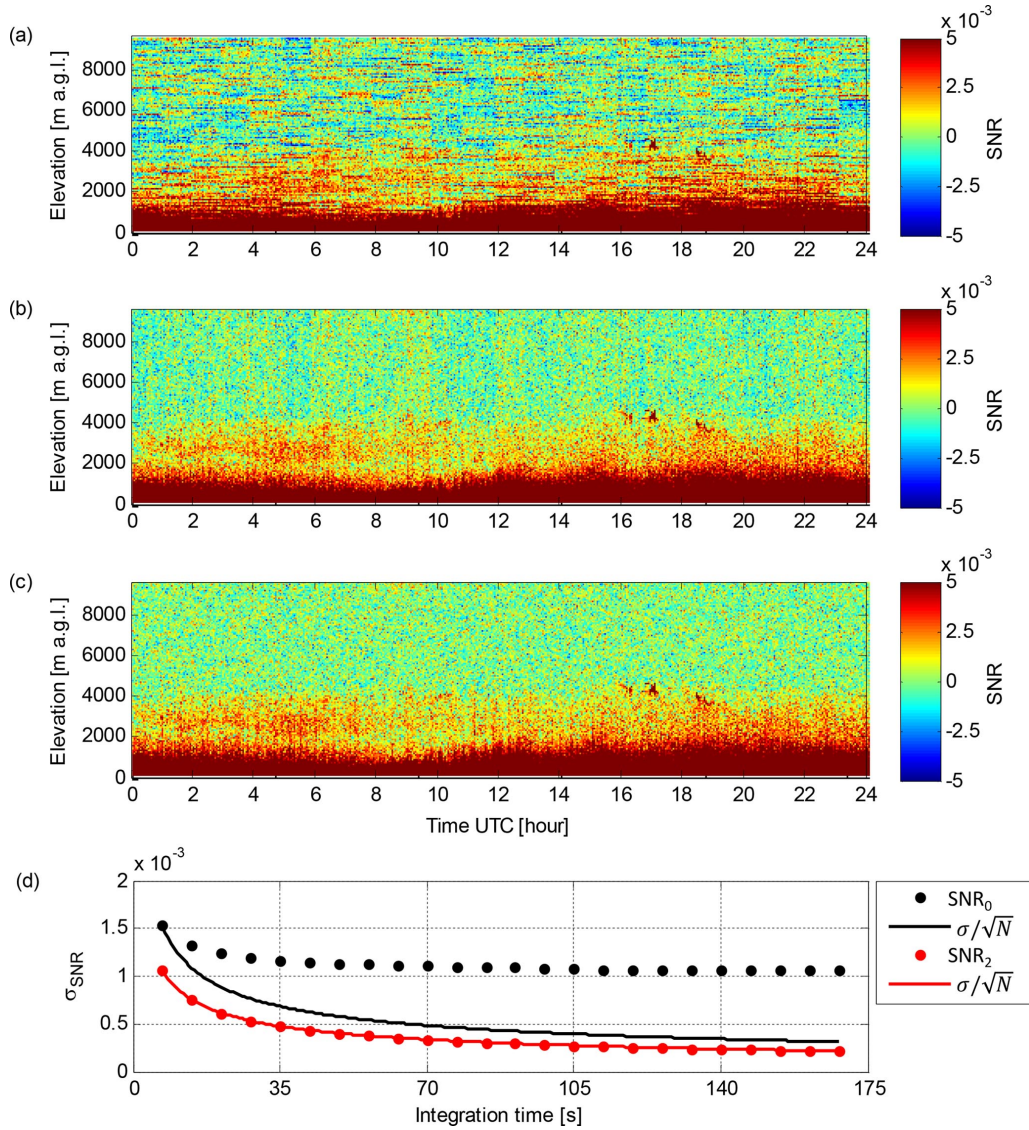 (a)
Elevation [m a.g.l.]
8000
6000
4000
2000
0
0 2 4 6 8 10 12 14 16 18 20 22 24
x 10⁻³
5
2.5
0
-2.5
-5
SNR
(b)
Elevation [m a.g.l.]
8000
6000
4000
2000
0
0 2 4 6 8 10 12 14 16 18 20 22 24
x 10⁻³
5
2.5
0
-2.5
-5
SNR
(c)
Elevation [m a.g.l.]
8000
6000
4000
2000
0
0 2 4 6 8 10 12 14 16 18 20 22 24
Time UTC [hour]
x 10⁻³
5
2.5
0
-2.5
-5
SNR
(d)
x 10⁻³
σSNR
2
1.5
1
0.5
0
0 35 70 105 140 175
Integration time [s]
SNR₀
σ/√N
SNR₂
σ/√N